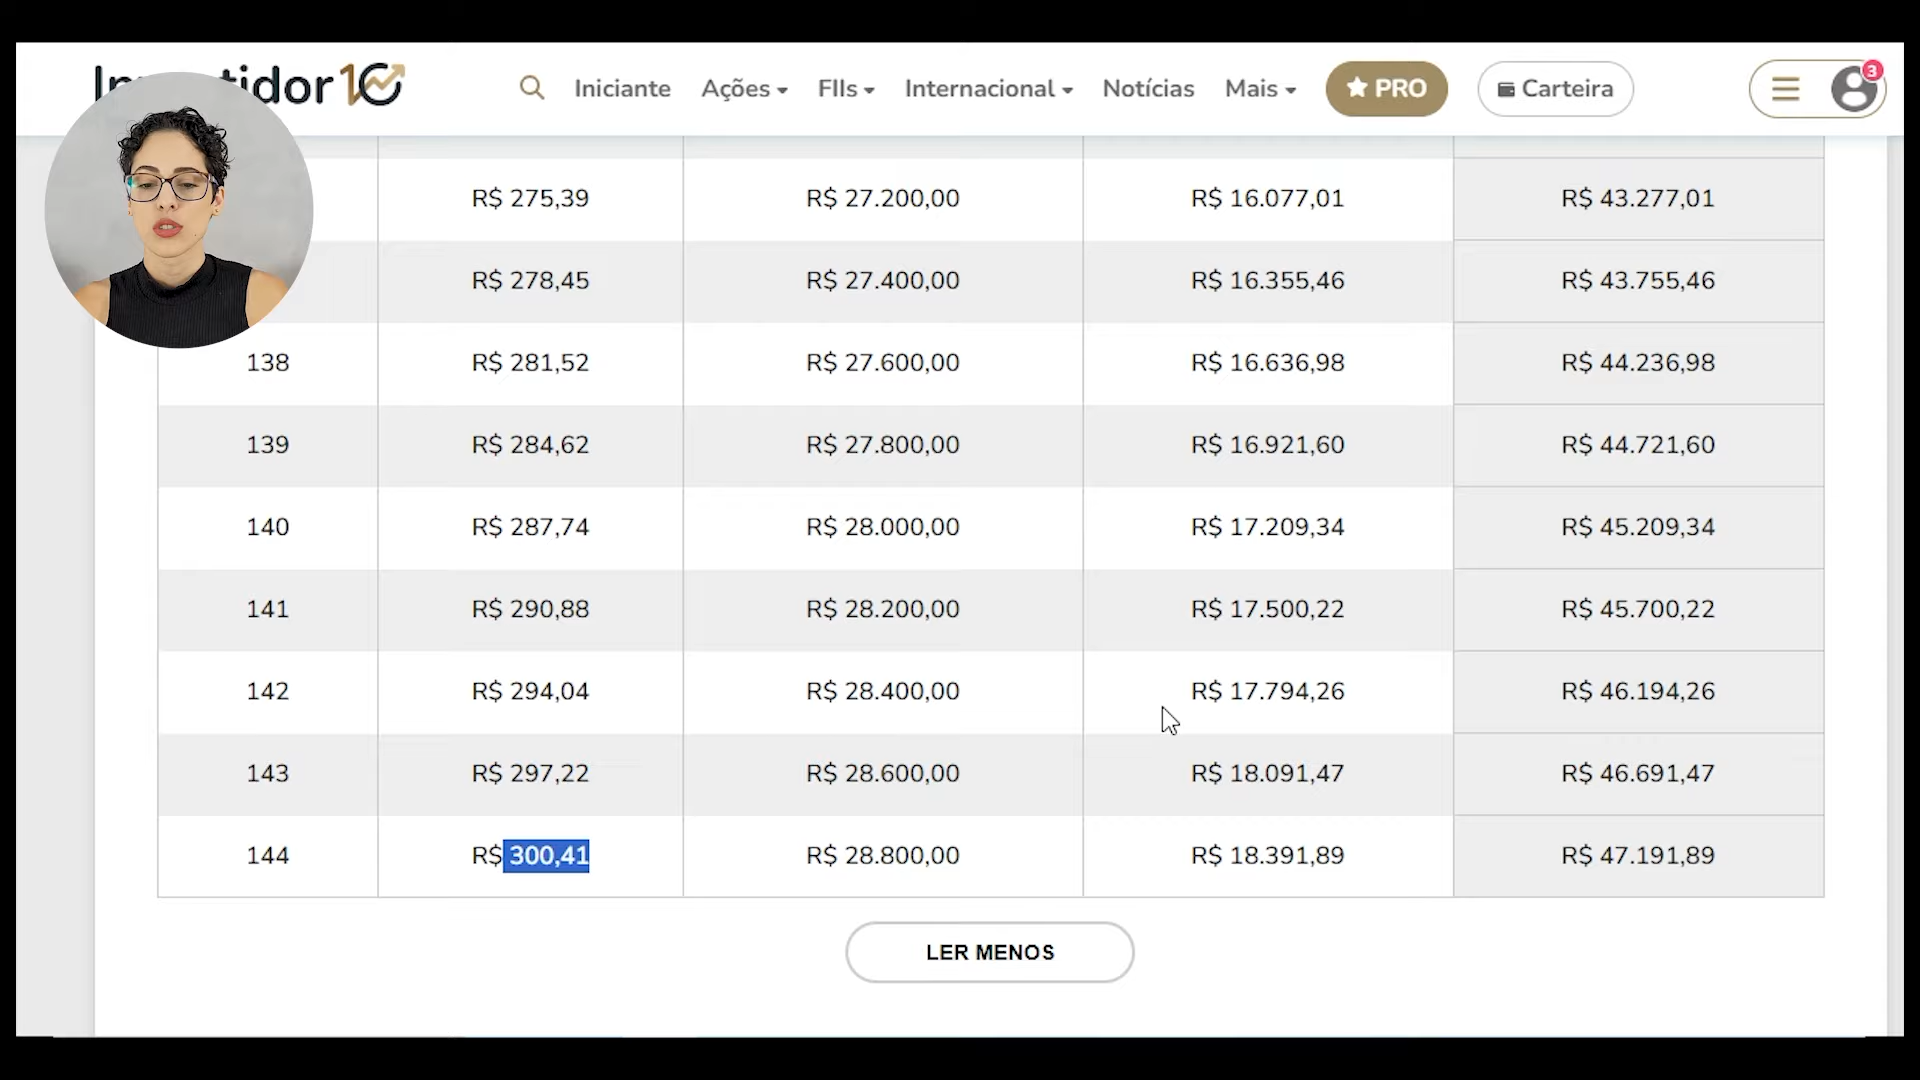 tidor 10
Iniciante Ações FIIs Internacional Notícias Mais PRO Carteira 3
R$ 275,39 R$ 27.200,00 R$ 16.077,01 R$ 43.277,01
R$ 278,45 R$ 27.400,00 R$ 16.355,46 R$ 43.755,46
138 R$ 281,52 R$ 27.600,00 R$ 16.636,98 R$ 44.236,98
139 R$ 284,62 R$ 27.800,00 R$ 16.921,60 R$ 44.721,60
140 R$ 287,74 R$ 28.000,00 R$ 17.209,34 R$ 45.209,34
141 R$ 290,88 R$ 28.200,00 R$ 17.500,22 R$ 45.700,22
142 R$ 294,04 R$ 28.400,00 R$ 17.794,26 R$ 46.194,26
143 R$ 297,22 R$ 28.600,00 R$ 18.091,47 R$ 46.691,47
144 R$ 300,41 R$ 28.800,00 R$ 18.391,89 R$ 47.191,89
LER MENOS